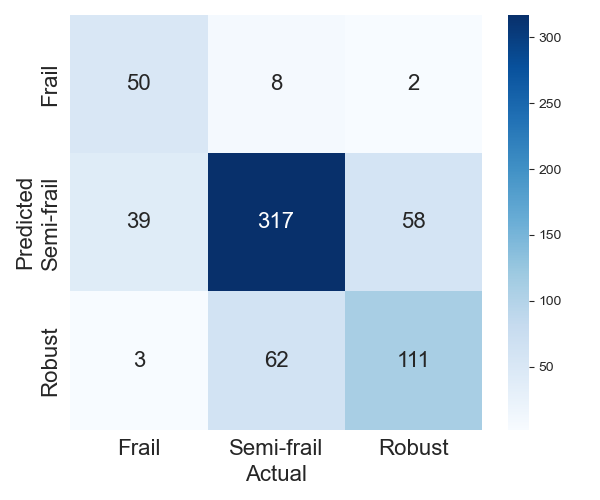 Frail
50
8
2
Predicted
Semi-frail
39
317
58
Robust
3
62
111
Frail
Semi-frail
Robust
Actual
300
250
200
150
100
50